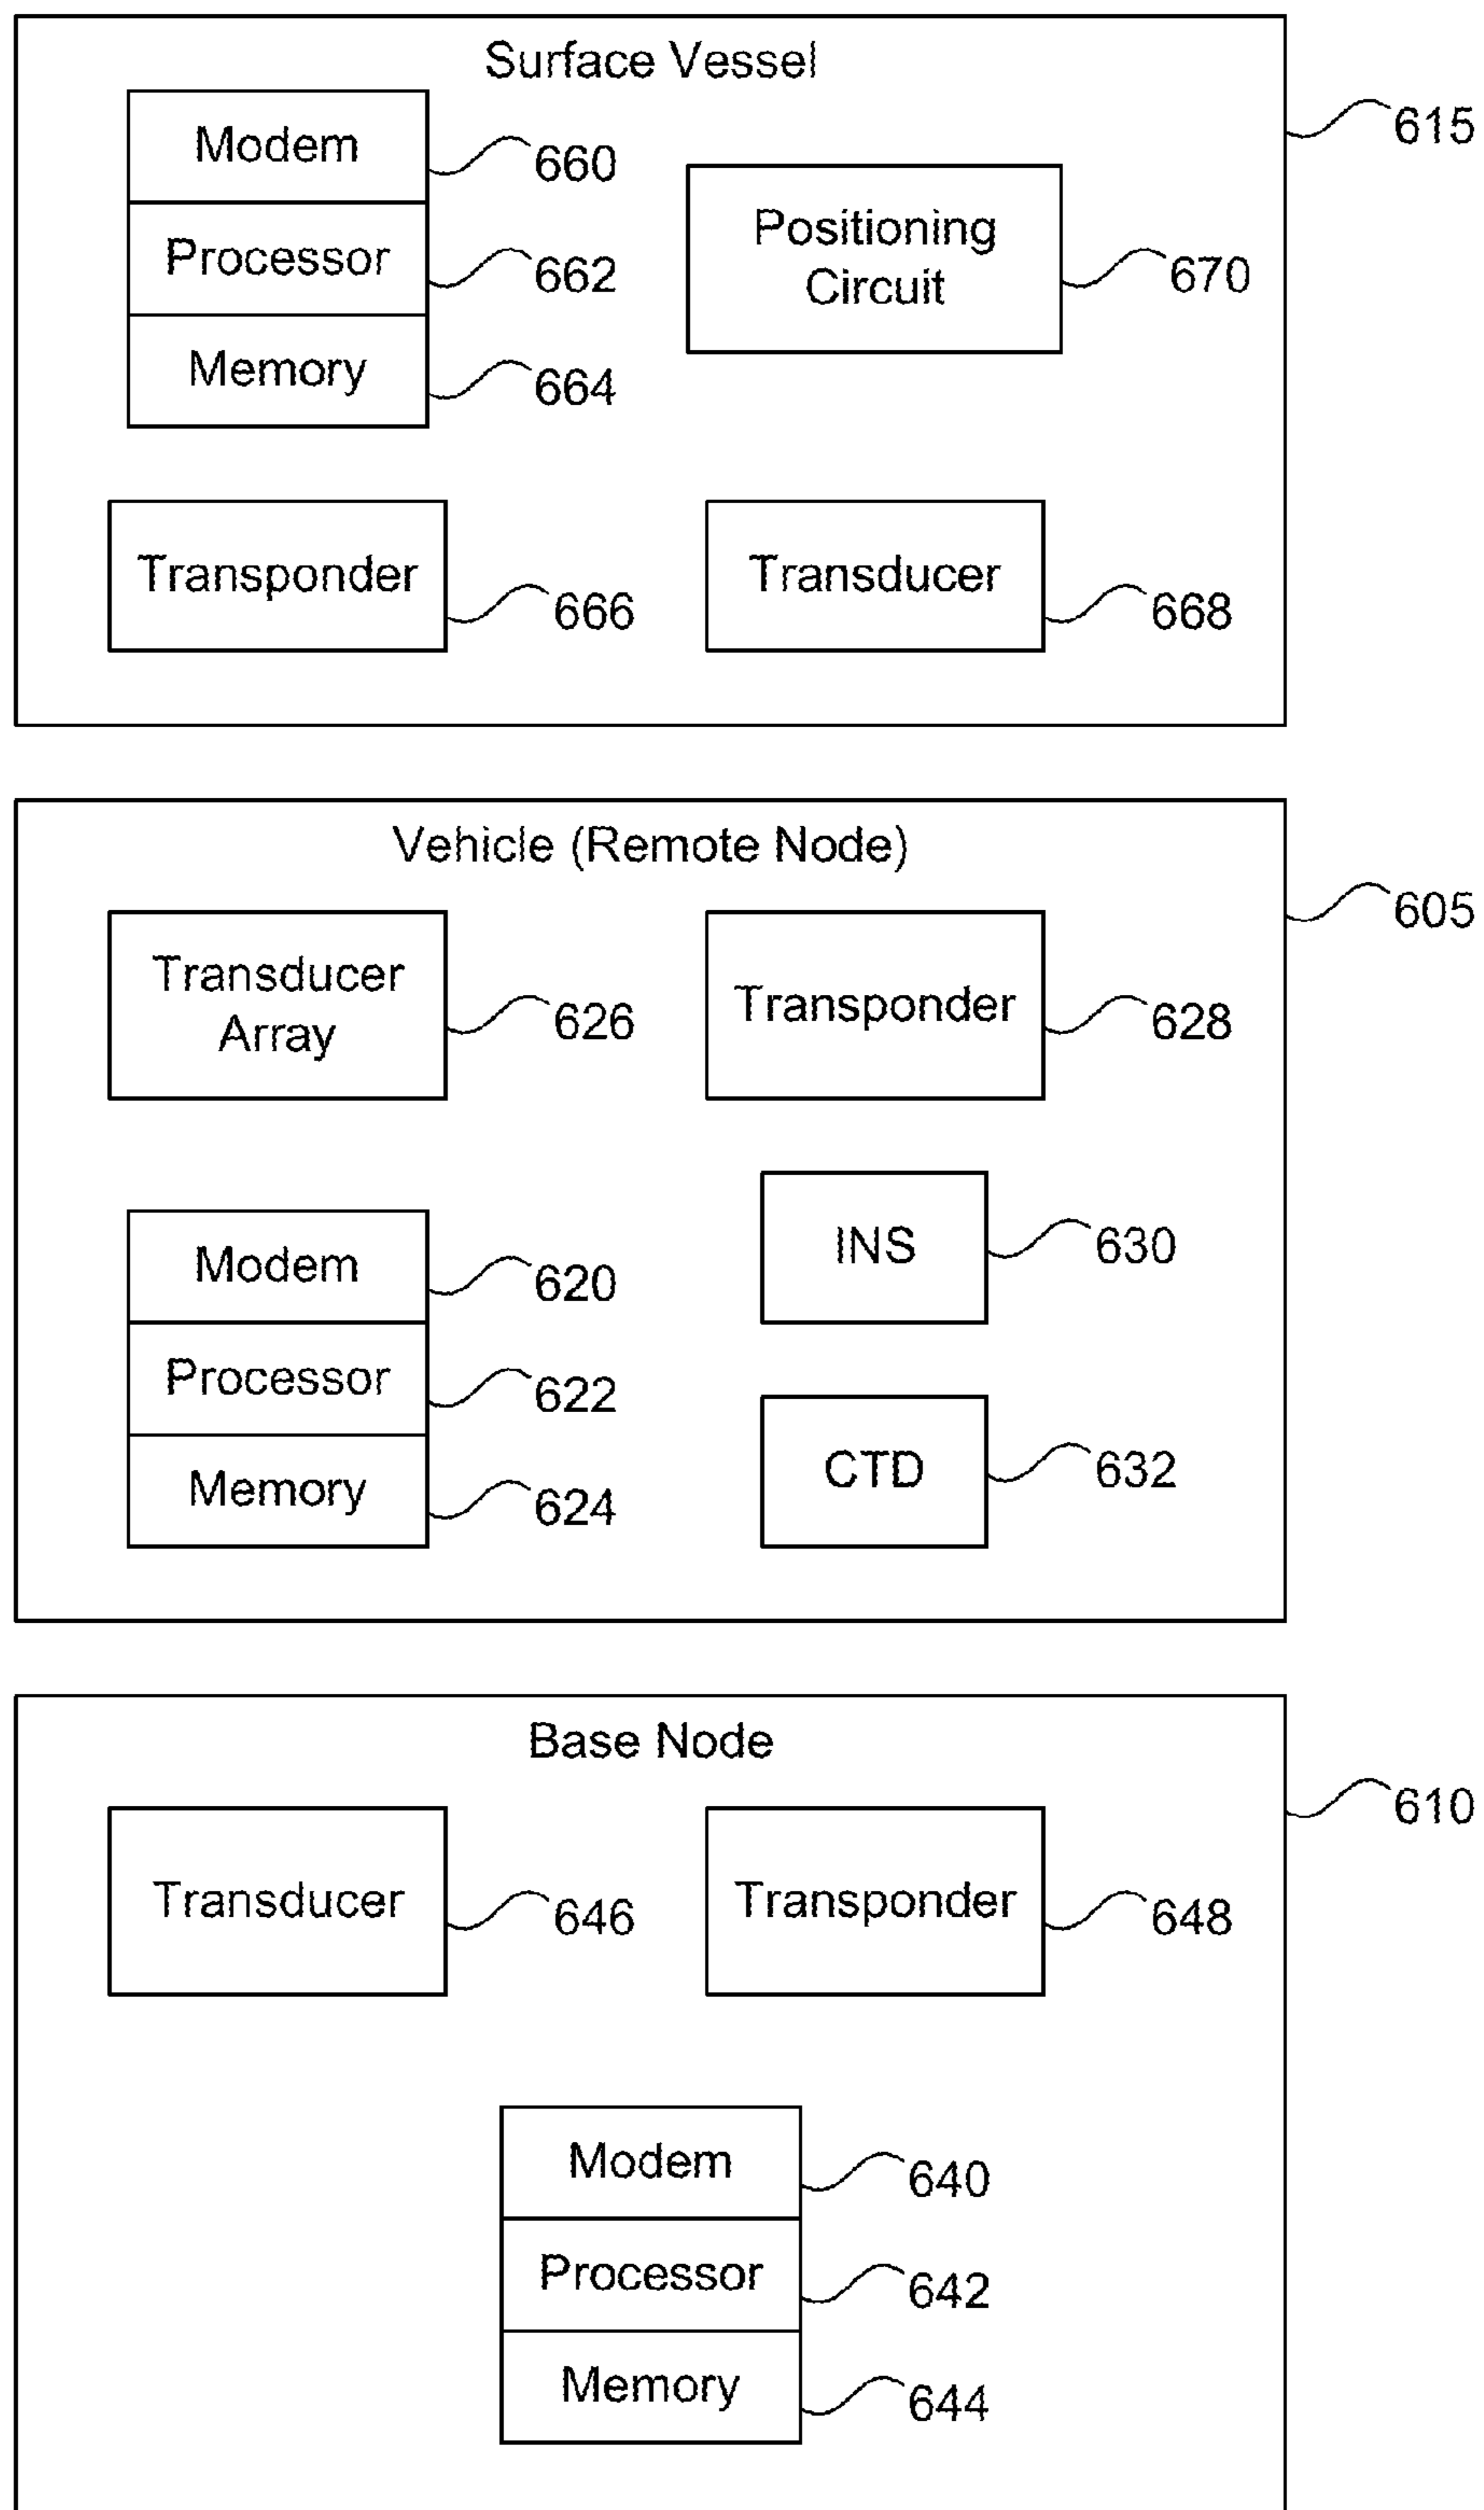 Surface Vessel
615
Modem
660
Processor
662
Memory
664
Positioning
Circuit
670
Transponder
666
Transducer
668
Vehicle (Remote Node)
605
Transducer
Array
626
Transponder
628
Modem
620
Processor
622
Memory
624
INS
630
CTD
632
Base Node
610
Transducer
646
Transponder
648
Modem
640
Processor
642
Memory
644